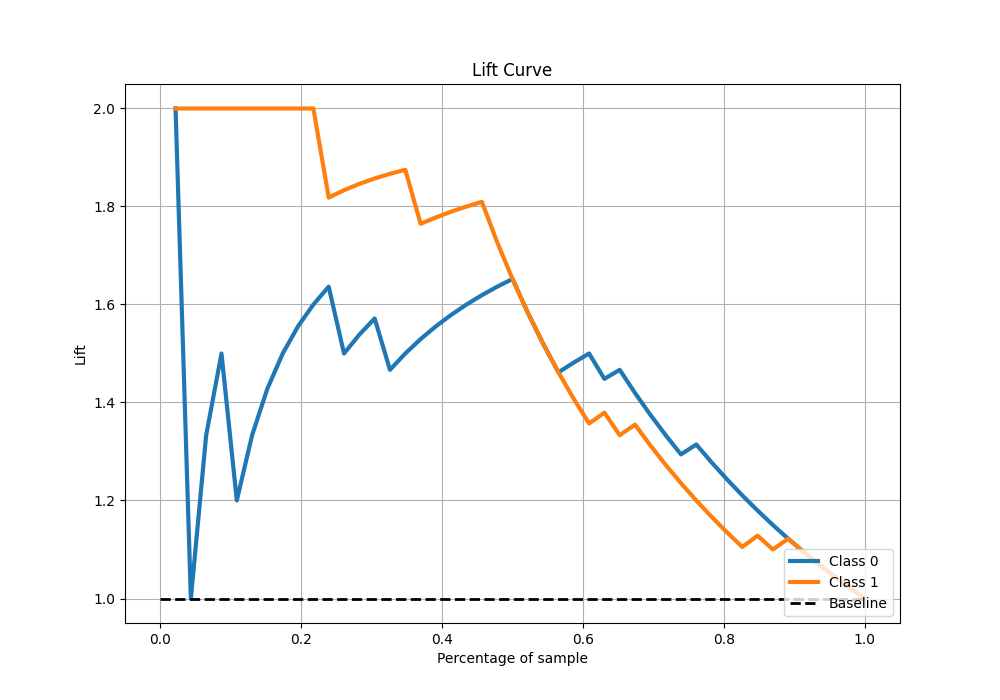 Lift Curve
Lift
2.0
1.8
1.6
1.4
1.2
1.0
0.0 0.2 0.4 0.6 0.8 1.0
Percentage of sample
Class 0
Class 1
Baseline